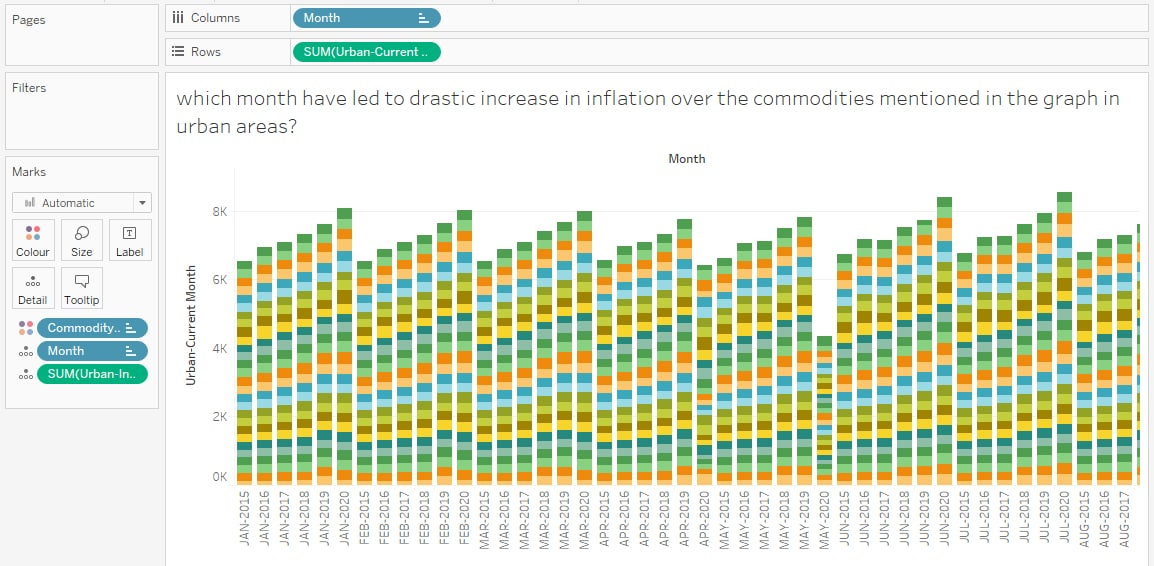 Pages
Columns
Month
Rows
SUM(Urban-Current ..
Filters
which month have led to drastic increase in inflation over the commodities mentioned in the graph in
urban areas?
Marks
Automatic
Colour
Size
Label
Detail
Tooltip
Commodity..
Month
SUM(Urban-In..
Month
Urban-Current Month
8K
6K
4K
2K
0K
JAN-2015
JAN-2016
JAN-2017
JAN-2018
JAN-2019
JAN-2020
FEB-2015
FEB-2016
FEB-2017
FEB-2018
FEB-2019
FEB-2020
MAR-2015
MAR-2016
MAR-2017
MAR-2018
MAR-2019
MAR-2020
APR-2015
APR-2016
APR-2017
APR-2018
APR-2019
APR-2020
MAY-2015
MAY-2016
MAY-2017
MAY-2018
MAY-2019
MAY-2020
JUN-2015
JUN-2016
JUN-2017
JUN-2018
JUN-2019
JUN-2020
JUL-2015
JUL-2016
JUL-2017
JUL-2018
JUL-2019
JUL-2020
AUG-2015
AUG-2016
AUG-2017